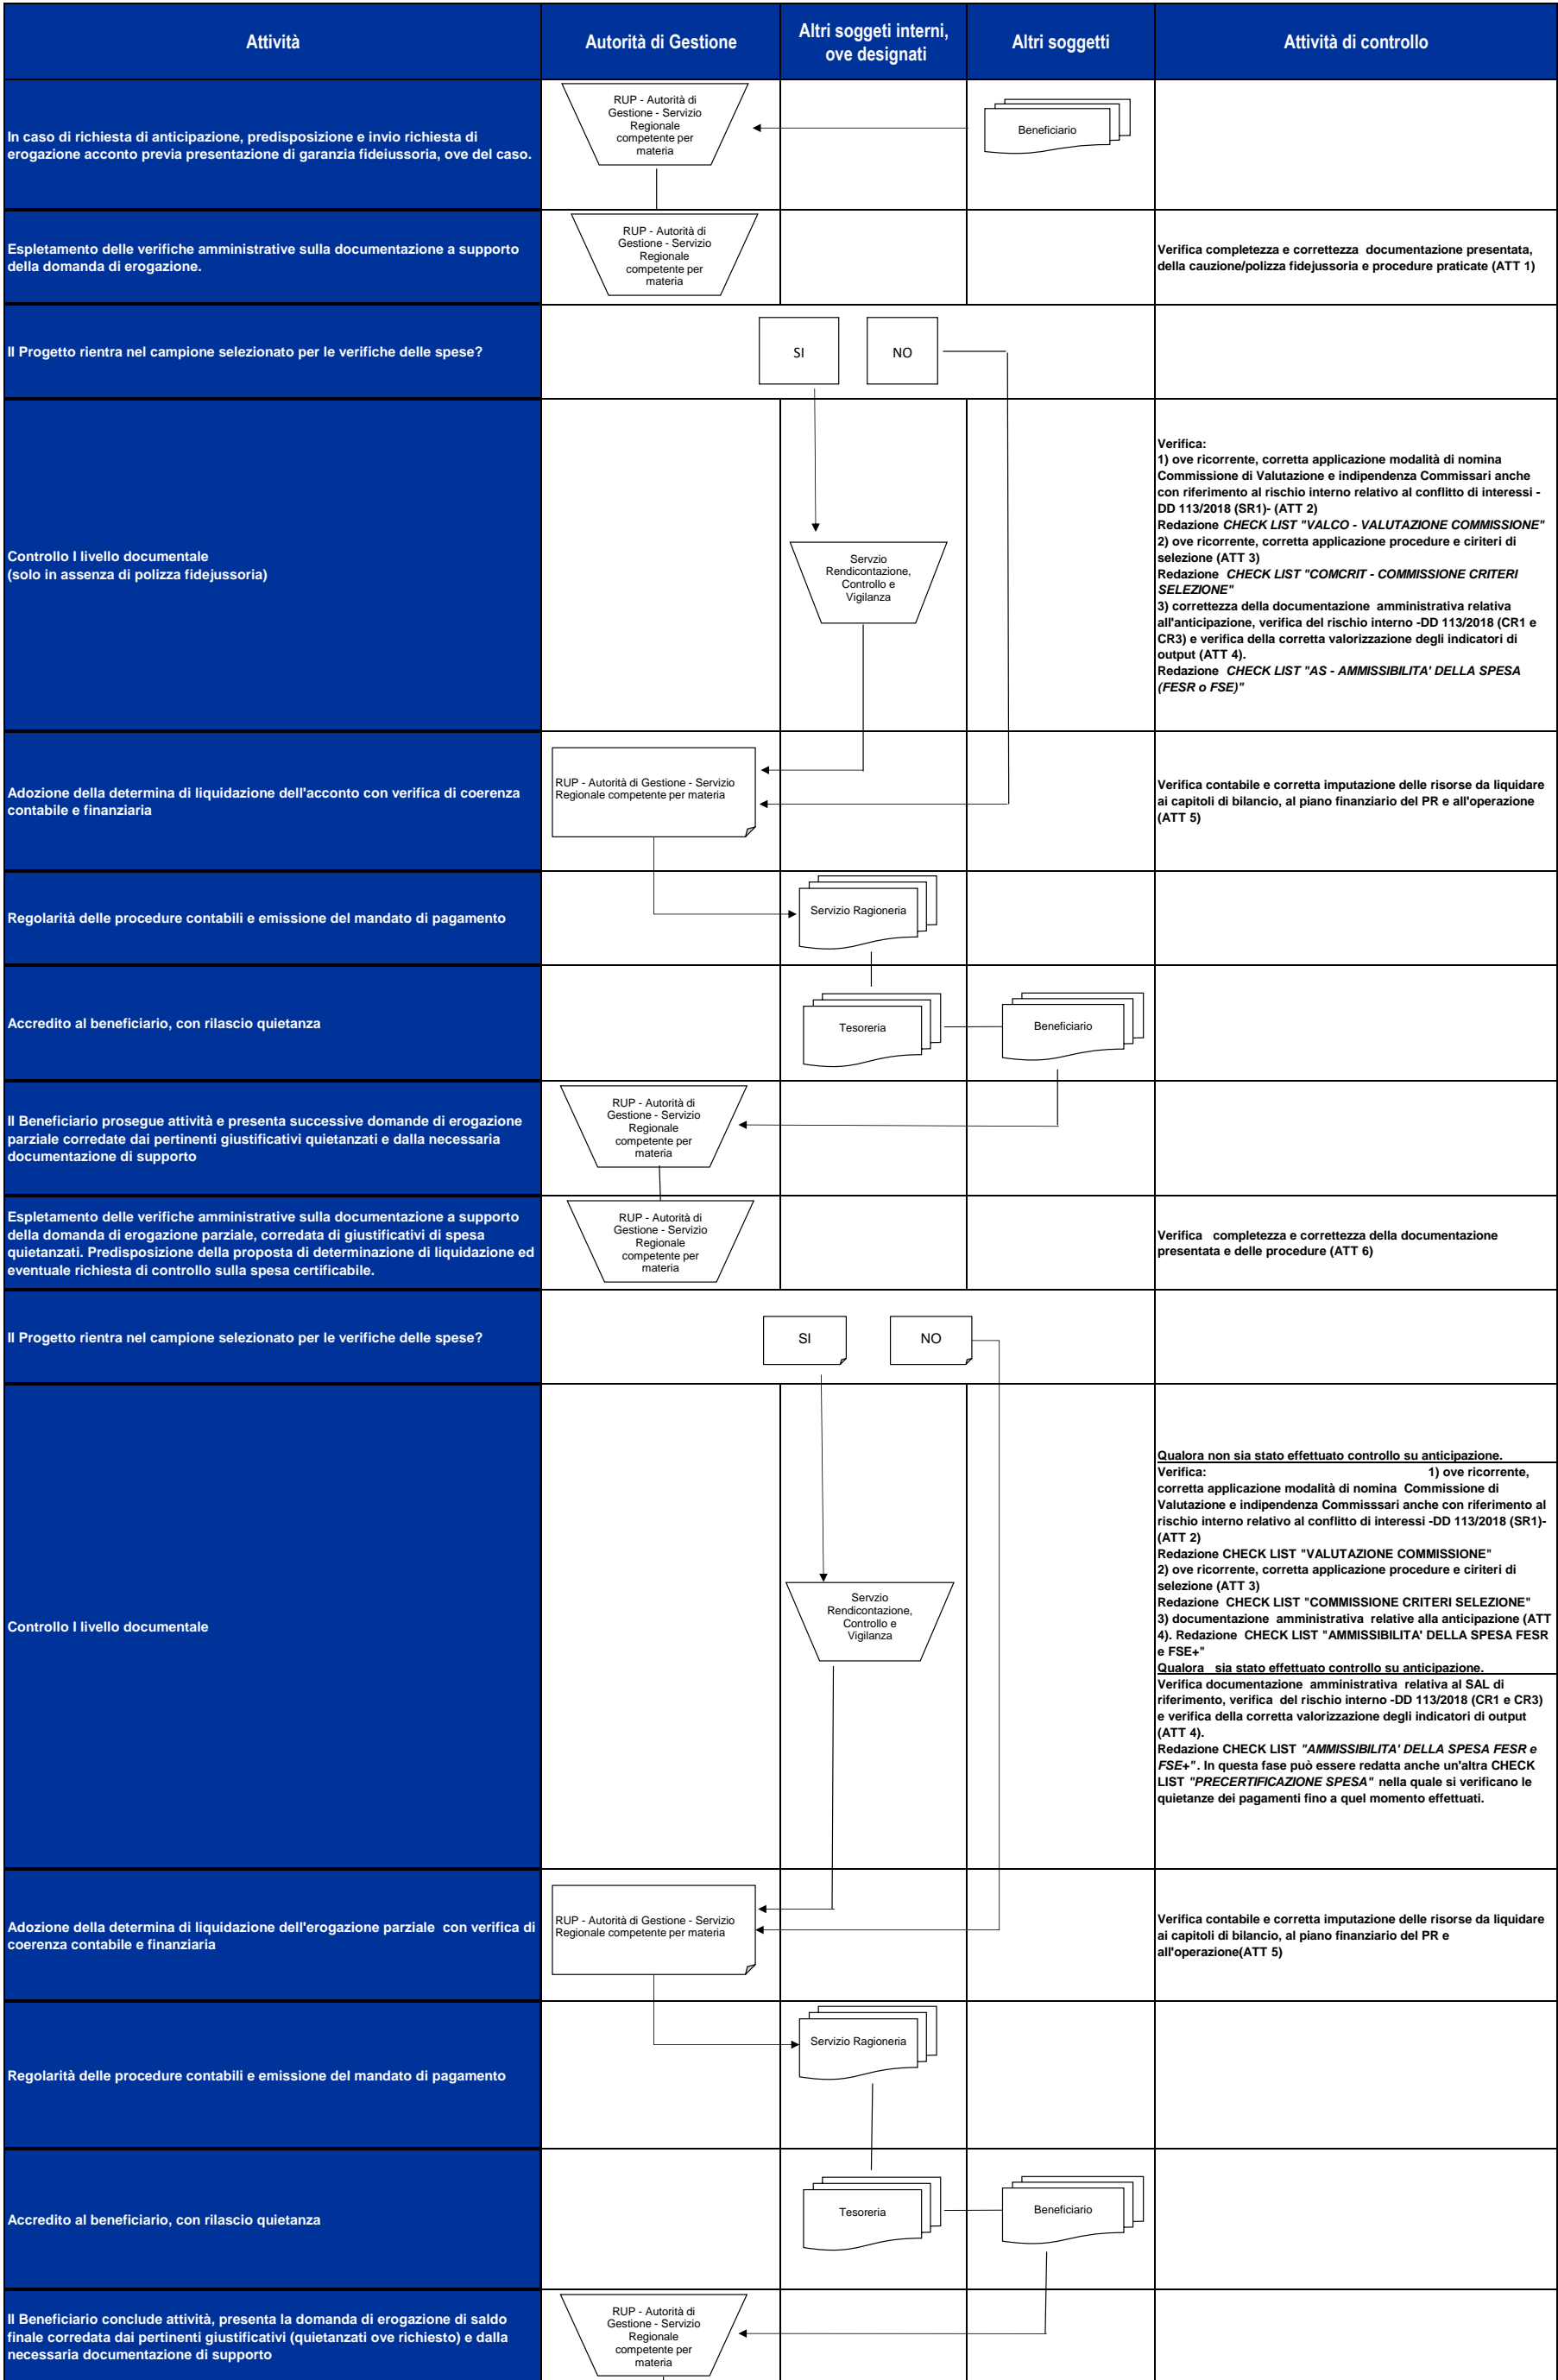 Attività
Autorità di Gestione
Altri soggeti interni,
ove designati
Altri soggetti
Attività di controllo
In caso di richiesta di anticipazione, predisposizione e invio richiesta di
erogazione acconto previa presentazione di garanzia fideiussoria, ove del caso.
RUP - Autorità di
Gestione - Servizio
Regionale
competente per
materia
Beneficiario
Espletamento delle verifiche amministrative sulla documentazione a supporto
della domanda di erogazione.
RUP - Autorità di
Gestione - Servizio
Regionale
competente per
materia
Verifica completezza e correttezza  documentazione presentata,
della cauzione/polizza fidejussoria e procedure praticate (ATT 1)
Il Progetto rientra nel campione selezionato per le verifiche delle spese?
SI
NO
Controllo I livello documentale
(solo in assenza di polizza fidejussoria)
Servzio
Rendicontazione,
Controllo e
Vigilanza
Verifica:
1) ove ricorrente, corretta applicazione modalità di nomina
Commissione di Valutazione e indipendenza Commissari anche
con riferimento al rischio interno relativo al conflitto di interessi -
DD 113/2018 (SR1)- (ATT 2)
Redazione CHECK LIST "VALCO - VALUTAZIONE COMMISSIONE"
2) ove ricorrente, corretta applicazione procedure e ciriteri di
selezione (ATT 3)
Redazione  CHECK LIST "COMCRIT - COMMISSIONE CRITERI
SELEZIONE"
3) correttezza della documentazione  amministrativa relativa
all'anticipazione, verifica del rischio interno -DD 113/2018 (CR1 e
CR3) e verifica della corretta valorizzazione degli indicatori di
output (ATT 4).
Redazione  CHECK LIST "AS - AMMISSIBILITA' DELLA SPESA
(FESR o FSE)"
Adozione della determina di liquidazione dell'acconto con verifica di coerenza
contabile e finanziaria
RUP - Autorità di Gestione - Servizio
Regionale competente per materia
Verifica contabile e corretta imputazione delle risorse da liquidare
ai capitoli di bilancio, al piano finanziario del PR e all'operazione
(ATT 5)
Regolarità delle procedure contabili e emissione del mandato di pagamento
Servizio Ragioneria
Accredito al beneficiario, con rilascio quietanza
Tesoreria
Beneficiario
Il Beneficiario prosegue attività e presenta successive domande di erogazione
parziale corredate dai pertinenti giustificativi quietanzati e dalla necessaria
documentazione di supporto
RUP - Autorità di
Gestione - Servizio
Regionale
competente per
materia
Espletamento delle verifiche amministrative sulla documentazione a supporto
della domanda di erogazione parziale, corredata di giustificativi di spesa
quietanzati. Predisposizione della proposta di determinazione di liquidazione ed
eventuale richiesta di controllo sulla spesa certificabile.
RUP - Autorità di
Gestione - Servizio
Regionale
competente per
materia
Verifica   completezza e correttezza della documentazione
presentata e delle procedure (ATT 6)
Il Progetto rientra nel campione selezionato per le verifiche delle spese?
SI
NO
Controllo I livello documentale
Servzio
Rendicontazione,
Controllo e
Vigilanza
Qualora non sia stato effettuato controllo su anticipazione.
Verifica: 1) ove ricorrente,
corretta applicazione modalità di nomina  Commissione di
Valutazione e indipendenza Commisssari anche con riferimento al
rischio interno relativo al conflitto di interessi -DD 113/2018 (SR1)-
(ATT 2)
Redazione CHECK LIST "VALUTAZIONE COMMISSIONE"
2) ove ricorrente, corretta applicazione procedure e ciriteri di
selezione (ATT 3)
Redazione  CHECK LIST "COMMISSIONE CRITERI SELEZIONE"
3) documentazione  amministrativa  relative alla anticipazione (ATT
4). Redazione  CHECK LIST "AMMISSIBILITA' DELLA SPESA FESR
e FSE+"
Qualora   sia stato effettuato controllo su anticipazione.
Verifica documentazione  amministrativa  relativa al SAL di
riferimento, verifica  del rischio interno -DD 113/2018 (CR1 e CR3)
e verifica della corretta valorizzazione degli indicatori di output
(ATT 4).
Redazione CHECK LIST "AMMISSIBILITA' DELLA SPESA FESR e
FSE+". In questa fase può essere redatta anche un'altra CHECK
LIST "PRECERTIFICAZIONE SPESA" nella quale si verificano le
quietanze dei pagamenti fino a quel momento effettuati.
Adozione della determina di liquidazione dell'erogazione parziale  con verifica di
coerenza contabile e finanziaria
RUP - Autorità di Gestione - Servizio
Regionale competente per materia
Verifica contabile e corretta imputazione delle risorse da liquidare
ai capitoli di bilancio, al piano finanziario del PR e
all'operazione(ATT 5)
Regolarità delle procedure contabili e emissione del mandato di pagamento
Servizio Ragioneria
Accredito al beneficiario, con rilascio quietanza
Tesoreria
Beneficiario
Il Beneficiario conclude attività, presenta la domanda di erogazione di saldo
finale corredata dai pertinenti giustificativi (quietanzati ove richiesto) e dalla
necessaria documentazione di supporto
RUP - Autorità di
Gestione - Servizio
Regionale
competente per
materia